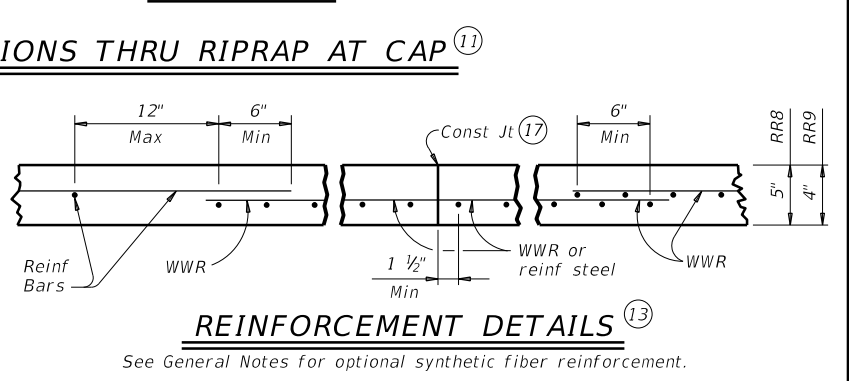 IONS THRU RIPRAP AT CAP 11
12"
Max
6"
Min
Const Jt 17
6"
Min
RR8
RR9
5"
4"
Reinf
Bars
WWR
1 ½"
Min
WWR or
reinf steel
WWR
REINFORCEMENT DETAILS 13
See General Notes for optional synthetic fiber reinforcement.